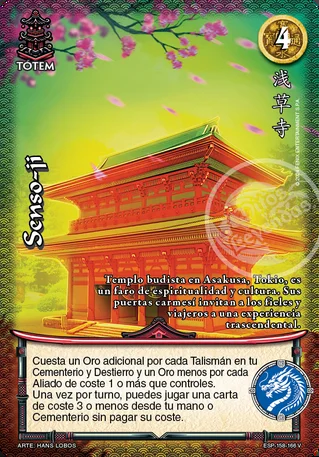 TOTEM
4
浅草寺
Senso-ji
Templo budista en Asakusa, Tokio, es
un faro de espiritualidad y cultura. Sus
puertas carmesí invitan a los fieles y
viajeros a una experiencia
trascendental.
Cuesta un Oro adicional por cada Talismán en tu
Cementerio y Destierro y un Oro menos por cada
Aliado de coste 1 o más que controles.
Una vez por turno, puedes jugar una carta
de coste 3 o menos desde tu mano o
Cementerio sin pagar su coste.
ARTE: HANS LOBOS
ESP-158-166 V